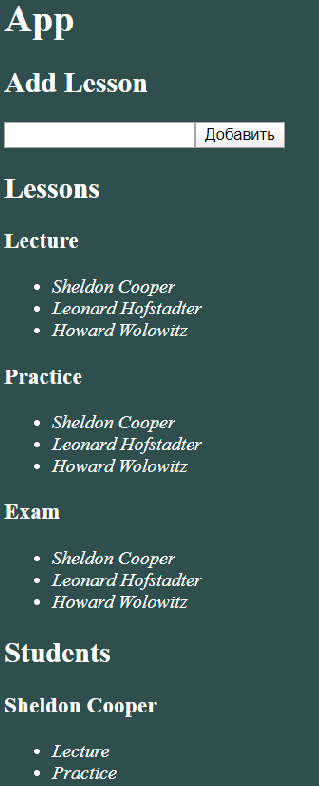 App
Add Lesson
Добавить
Lessons
Lecture
Sheldon Cooper
Leonard Hofstadter
Howard Wolowitz
Practice
Sheldon Cooper
Leonard Hofstadter
Howard Wolowitz
Exam
Sheldon Cooper
Leonard Hofstadter
Howard Wolowitz
Students
Sheldon Cooper
Lecture
Practice